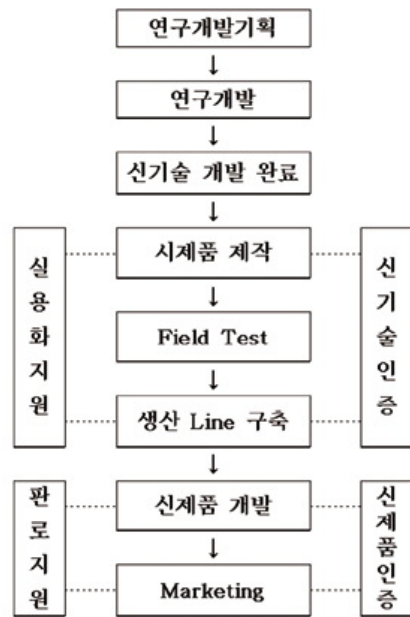 연구개발기획
↓
연구개발
↓
신기술 개발 완료
↓
시제품 제작
↓
Field Test
↓
생산 Line 구축
↓
신제품 개발
↓
Marketing
실용화지원
신기술인증
판로지원
신제품인증